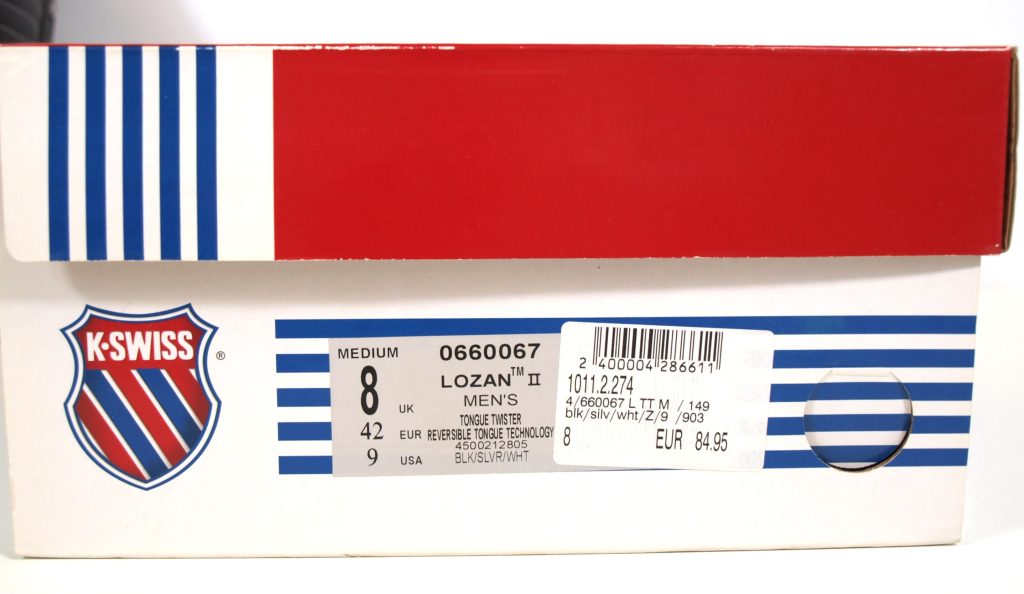 K·SWISS
®
MEDIUM 0660067
8 UK LOZAN™ II
MEN'S
TONGUE TWISTER
42 EUR REVERSIBLE TONGUE TECHNOLOGY
4500212805
9 USA BLK/SLVR/WHT
2 400004 286611
1011.2.274
4/660067 L TT M / 149
blk/silv/wht/Z/9 /903
8 EUR 84.95